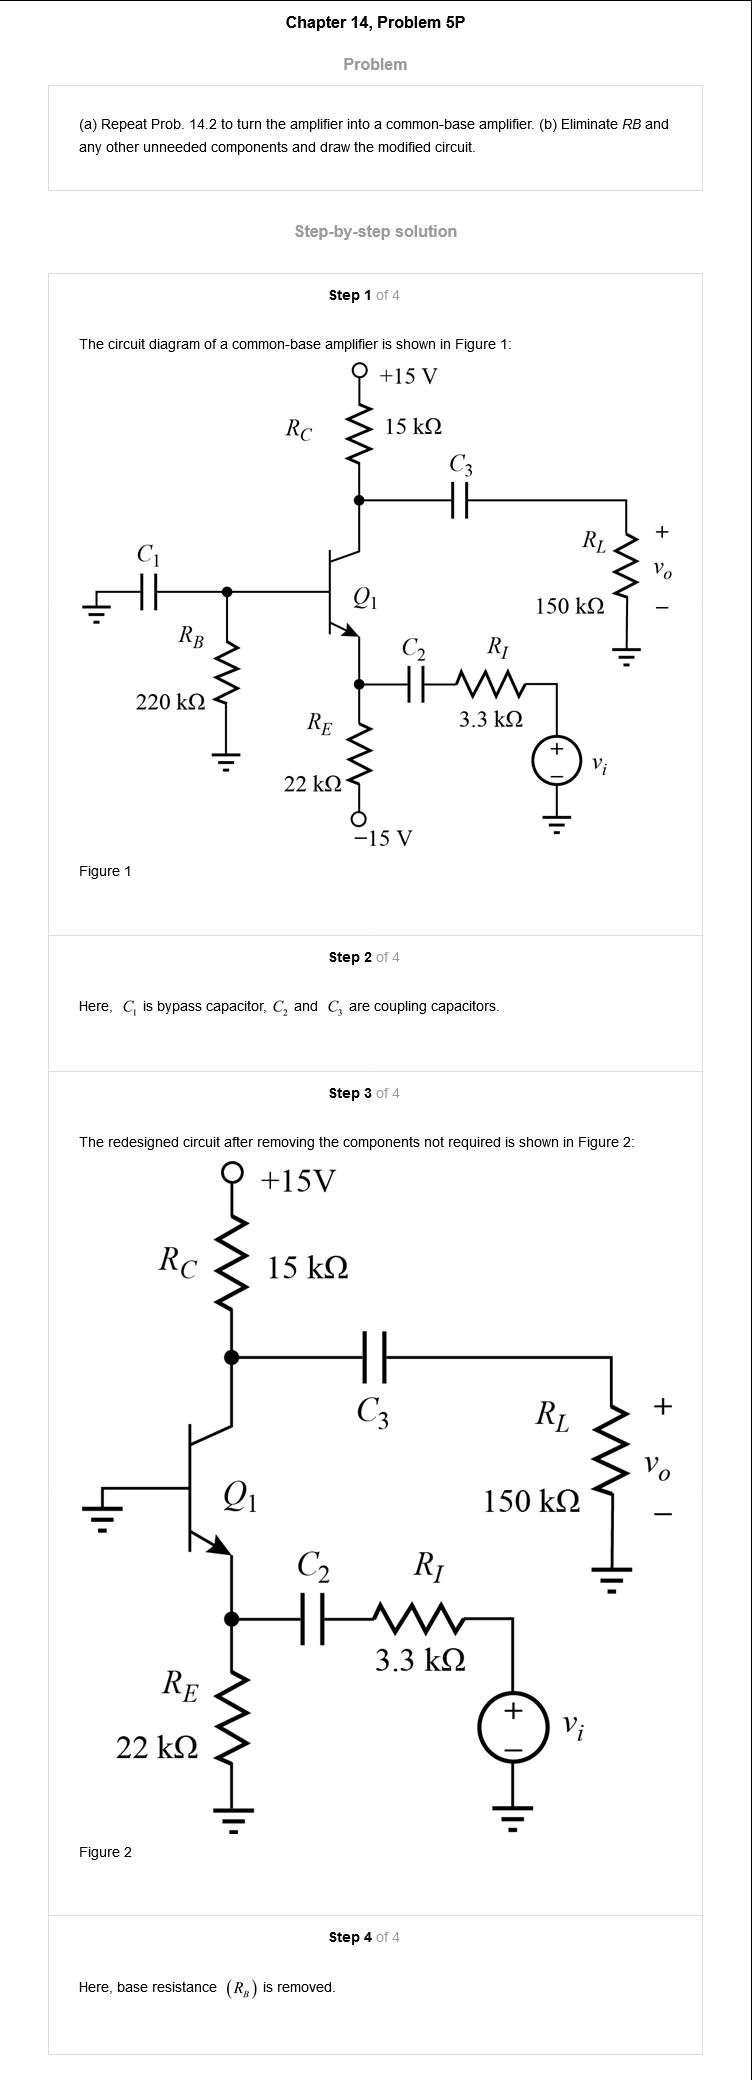 Chapter 14, Problem 5P
Problem
(a) Repeat Prob. 14.2 to turn the amplifier into a common-base amplifier. (b) Eliminate RB and
any other unneeded components and draw the modified circuit.
Step-by-step solution
Step 1 of 4
The circuit diagram of a common-base amplifier is shown in Figure 1:
+15 V
R_C
15 kΩ
C_3
C_1
R_L
+
v_o
−
150 kΩ
Q_1
R_B
C_2
R_I
220 kΩ
3.3 kΩ
R_E
+
−
v_i
22 kΩ
−15 V
Figure 1
Step 2 of 4
Here, C_1 is bypass capacitor, C_2 and C_3 are coupling capacitors.
Step 3 of 4
The redesigned circuit after removing the components not required is shown in Figure 2:
+15V
R_C
15 kΩ
C_3
R_L
+
v_o
−
Q_1
150 kΩ
C_2
R_I
3.3 kΩ
R_E
+
−
v_i
22 kΩ
Figure 2
Step 4 of 4
Here, base resistance (R_B) is removed.